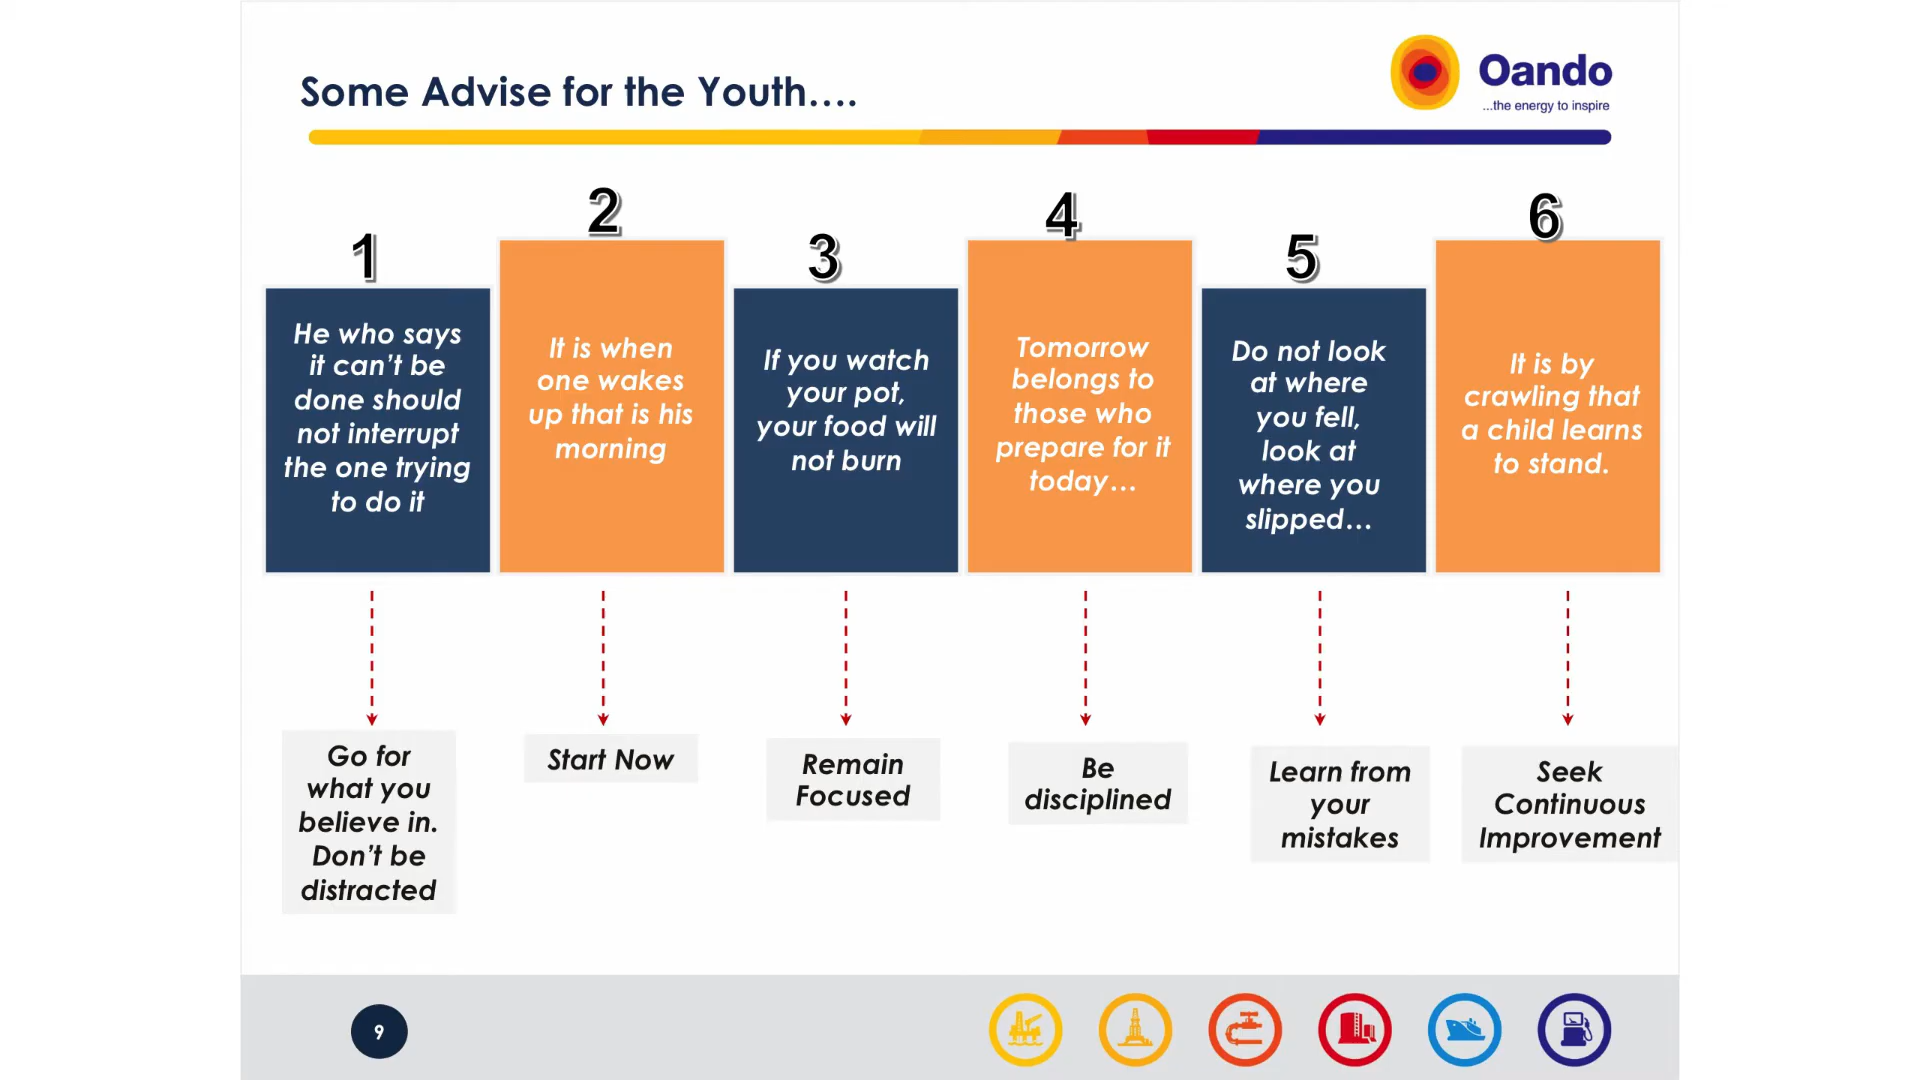 Some Advise for the Youth....
Oando
...the energy to inspire
1
He who says
it can’t be
done should
not interrupt
the one trying
to do it
2
It is when
one wakes
up that is his
morning
3
If you watch
your pot,
your food will
not burn
4
Tomorrow
belongs to
those who
prepare for it
today…
5
Do not look
at where
you fell,
look at
where you
slipped…
6
It is by
crawling that
a child learns
to stand.
Go for
what you
believe in.
Don’t be
distracted
Start Now
Remain
Focused
Be
disciplined
Learn from
your
mistakes
Seek
Continuous
Improvement
9